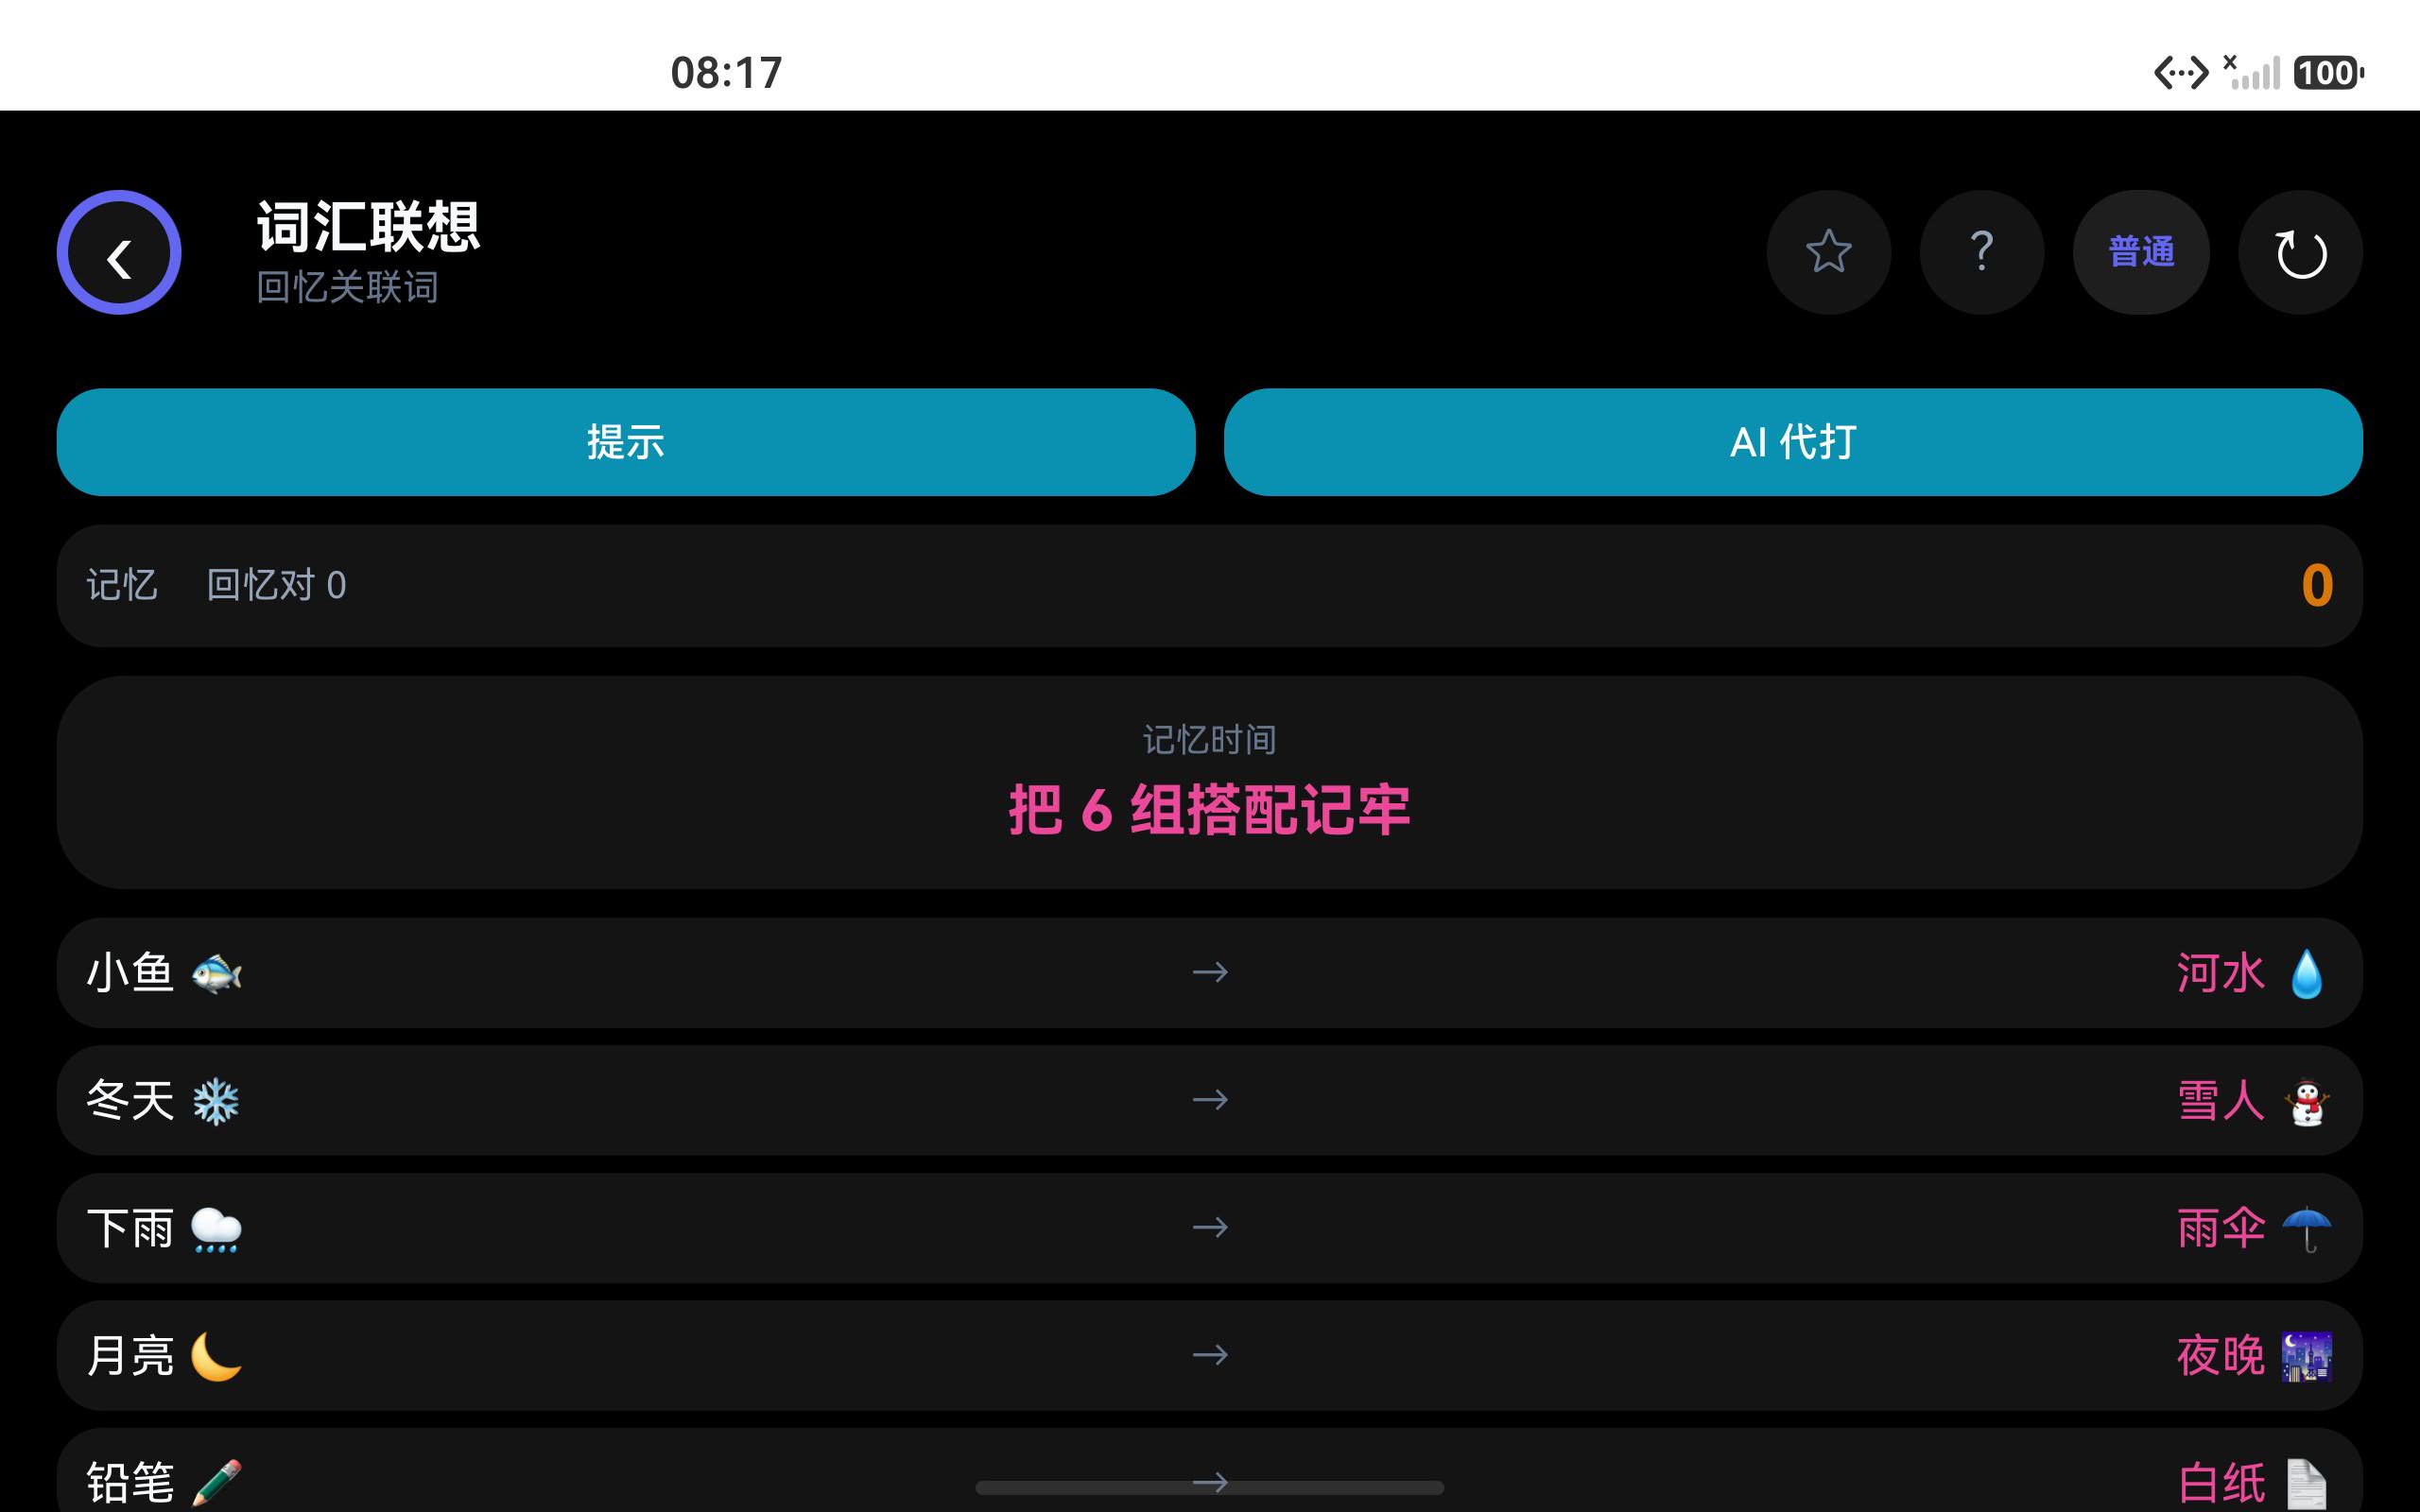 08:17
100
词汇联想
回忆关联词
?
普通
提示
AI 代打
记忆 回忆对 0
0
记忆时间
把 6 组搭配记牢
小鱼 🐟 → 河水 💧
冬天 ❄️ → 雪人 ⛄
下雨 🌧️ → 雨伞 ☂️
月亮 🌙 → 夜晚 🌃
铅笔 ✏️ → 白纸 📄